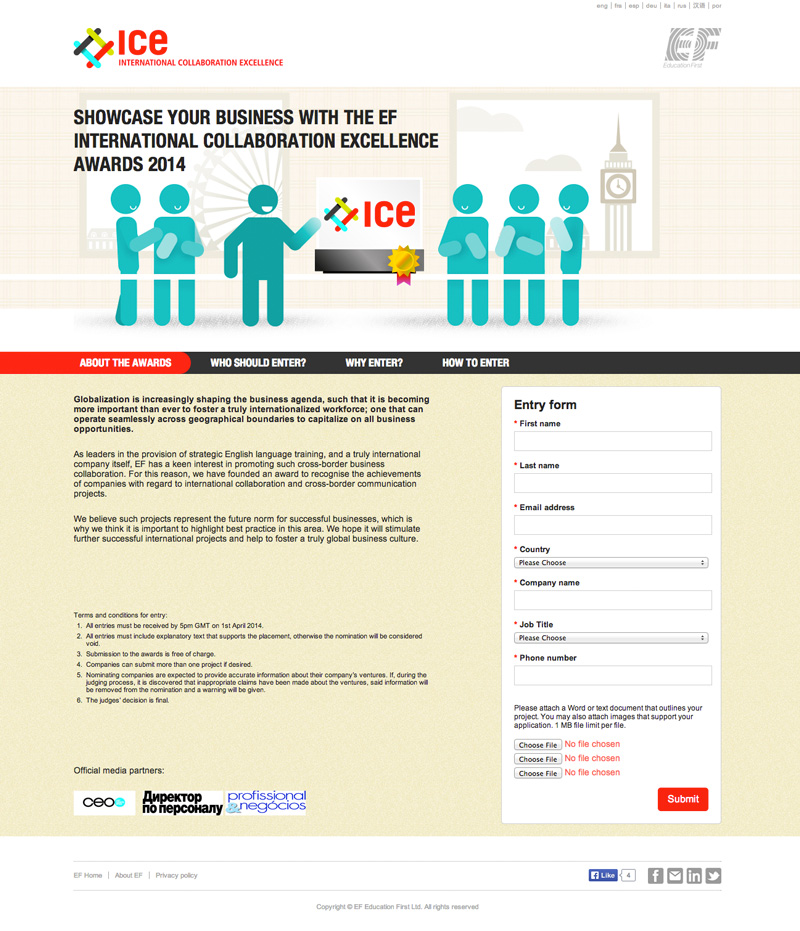 eng | fre | esp | deu | ita | rus | 汉语 | por
ICE
INTERNATIONAL COLLABORATION EXCELLENCE
EF
Education First
SHOWCASE YOUR BUSINESS WITH THE EF
INTERNATIONAL COLLABORATION EXCELLENCE
AWARDS 2014
ICE
ABOUT THE AWARDS
WHO SHOULD ENTER?
WHY ENTER?
HOW TO ENTER
Globalization is increasingly shaping the business agenda, such that it is becoming
more important than ever to foster a truly internationalized workforce; one that can
operate seamlessly across geographical boundaries to capitalize on all business
opportunities.
As leaders in the provision of strategic English language training, and a truly international
company itself, EF has a keen interest in promoting such cross-border business
collaboration. For this reason, we have founded an award to recognise the achievements
of companies with regard to international collaboration and cross-border communication
projects.
We believe such projects represent the future norm for successful businesses, which is
why we think it is important to highlight best practice in this area. We hope it will stimulate
further successful international projects and help to foster a truly global business culture.
Terms and conditions for entry:
1. All entries must be received by 5pm GMT on 1st April 2014.
2. All entries must include explanatory text that supports the placement, otherwise the nomination will be considered
void.
3. Submission to the awards is free of charge.
4. Companies can submit more than one project if desired.
5. Nominating companies are expected to provide accurate information about their company's ventures. If, during the
judging process, it is discovered that inappropriate claims have been made about the ventures, said information will
be removed from the nomination and a warning will be given.
6. The judges' decision is final.
Official media partners:
CEO
Директор
по персоналу
profissional
& negócios
Entry form
* First name
* Last name
* Email address
* Country
Please Choose
* Company name
* Job Title
Please Choose
* Phone number
Please attach a Word or text document that outlines your
project. You may also attach images that support your
application. 1 MB file limit per file.
Choose File No file chosen
Choose File No file chosen
Choose File No file chosen
Submit
EF Home | About EF | Privacy policy
Like 4
Copyright © EF Education First Ltd. All rights reserved